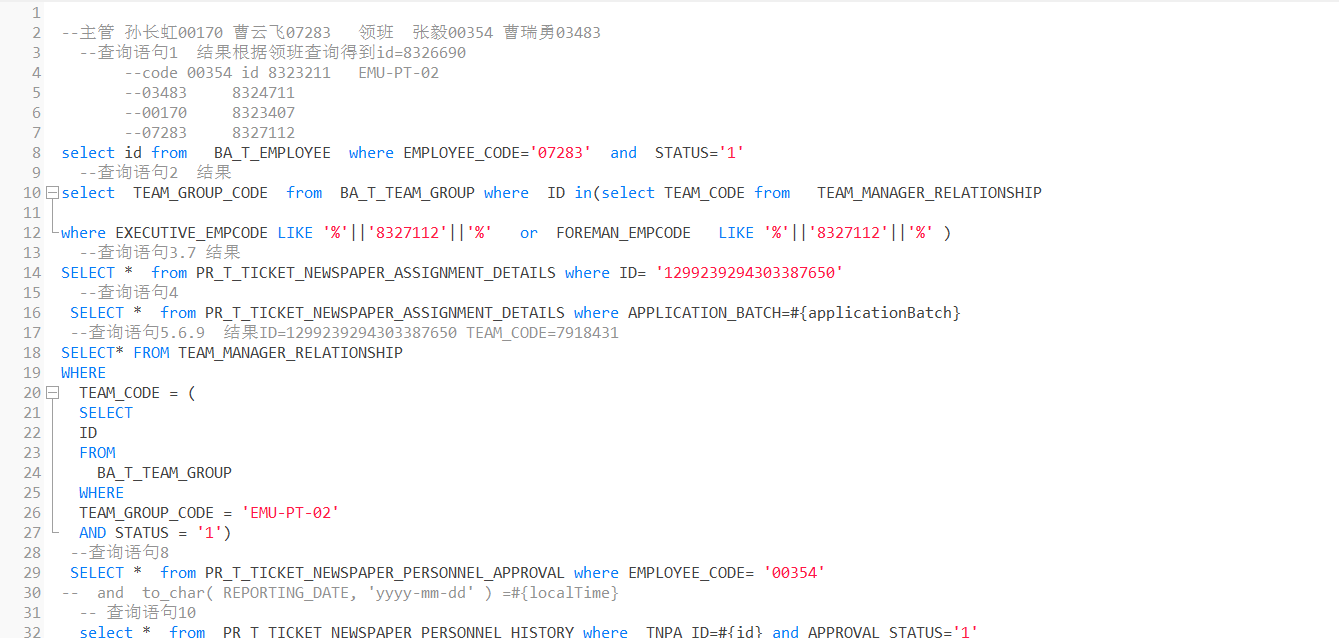 1
2 --主管 孙长虹00170 曹云飞07283 领班 张毅00354 曹瑞勇03483
3 --查询语句1 结果根据领班查询得到id=8326690
4 --code 00354 id 8323211 EMU-PT-02
5 --03483 8324711
6 --00170 8323407
7 --07283 8327112
8 select id from BA_T_EMPLOYEE where EMPLOYEE_CODE='07283' and STATUS='1'
9 --查询语句2 结果
10 select TEAM_GROUP_CODE from BA_T_TEAM_GROUP where ID in(select TEAM_CODE from TEAM_MANAGER_RELATIONSHIP
11
12 where EXECUTIVE_EMPCODE LIKE '%'||'8327112'||'%' or FOREMAN_EMPCODE LIKE '%'||'8327112'||'%' )
13 --查询语句3.7 结果
14 SELECT * from PR_T_TICKET_NEWSPAPER_ASSIGNMENT_DETAILS where ID= '1299239294303387650'
15 --查询语句4
16 SELECT * from PR_T_TICKET_NEWSPAPER_ASSIGNMENT_DETAILS where APPLICATION_BATCH=#{applicationBatch}
17 --查询语句5.6.9 结果ID=1299239294303387650 TEAM_CODE=7918431
18 SELECT* FROM TEAM_MANAGER_RELATIONSHIP
19 WHERE
20 TEAM_CODE = (
21 SELECT
22 ID
23 FROM
24 BA_T_TEAM_GROUP
25 WHERE
26 TEAM_GROUP_CODE = 'EMU-PT-02'
27 AND STATUS = '1')
28 --查询语句8
29 SELECT * from PR_T_TICKET_NEWSPAPER_PERSONNEL_APPROVAL where EMPLOYEE_CODE= '00354'
30 -- and to_char( REPORTING_DATE, 'yyyy-mm-dd' ) =#{localTime}
31 -- 查询语句10
32 select * from PR_T_TICKET_NEWSPAPER_PERSONNEL_HISTORY where TNPA_ID=#{id} and APPROVAL_STATUS='1'